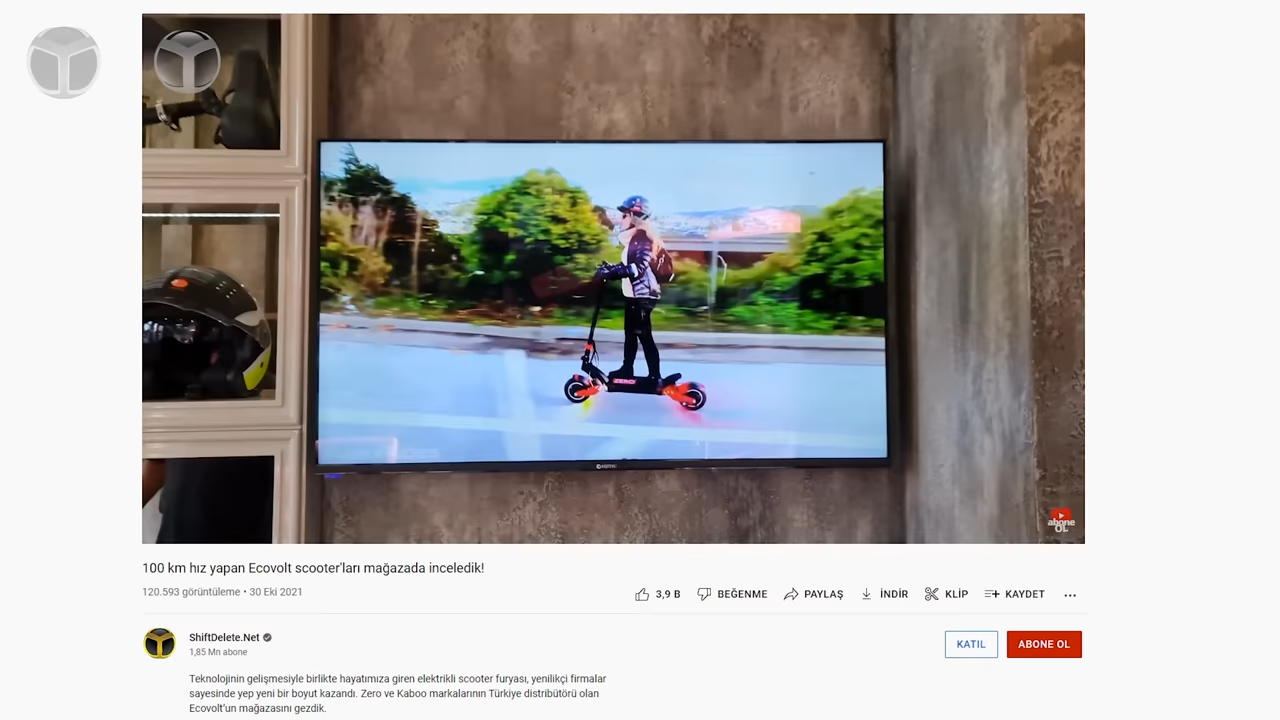 ZERO
abone
OL
100 km hız yapan Ecovolt scooter'ları mağazada inceledik!
120.593 görüntüleme • 30 Eki 2021
3,9 B
BEĞENME
PAYLAŞ
İNDİR
KLİP
KAYDET
ShiftDelete.Net
1,85 Mn abone
KATIL
ABONE OL
Teknolojinin gelişmesiyle birlikte hayatımıza giren elektrikli scooter furyası, yenilikçi firmalar
sayesinde yep yeni bir boyut kazandı. Zero ve Kaboo markalarının Türkiye distribütörü olan
Ecovolt'un mağazasını gezdik.